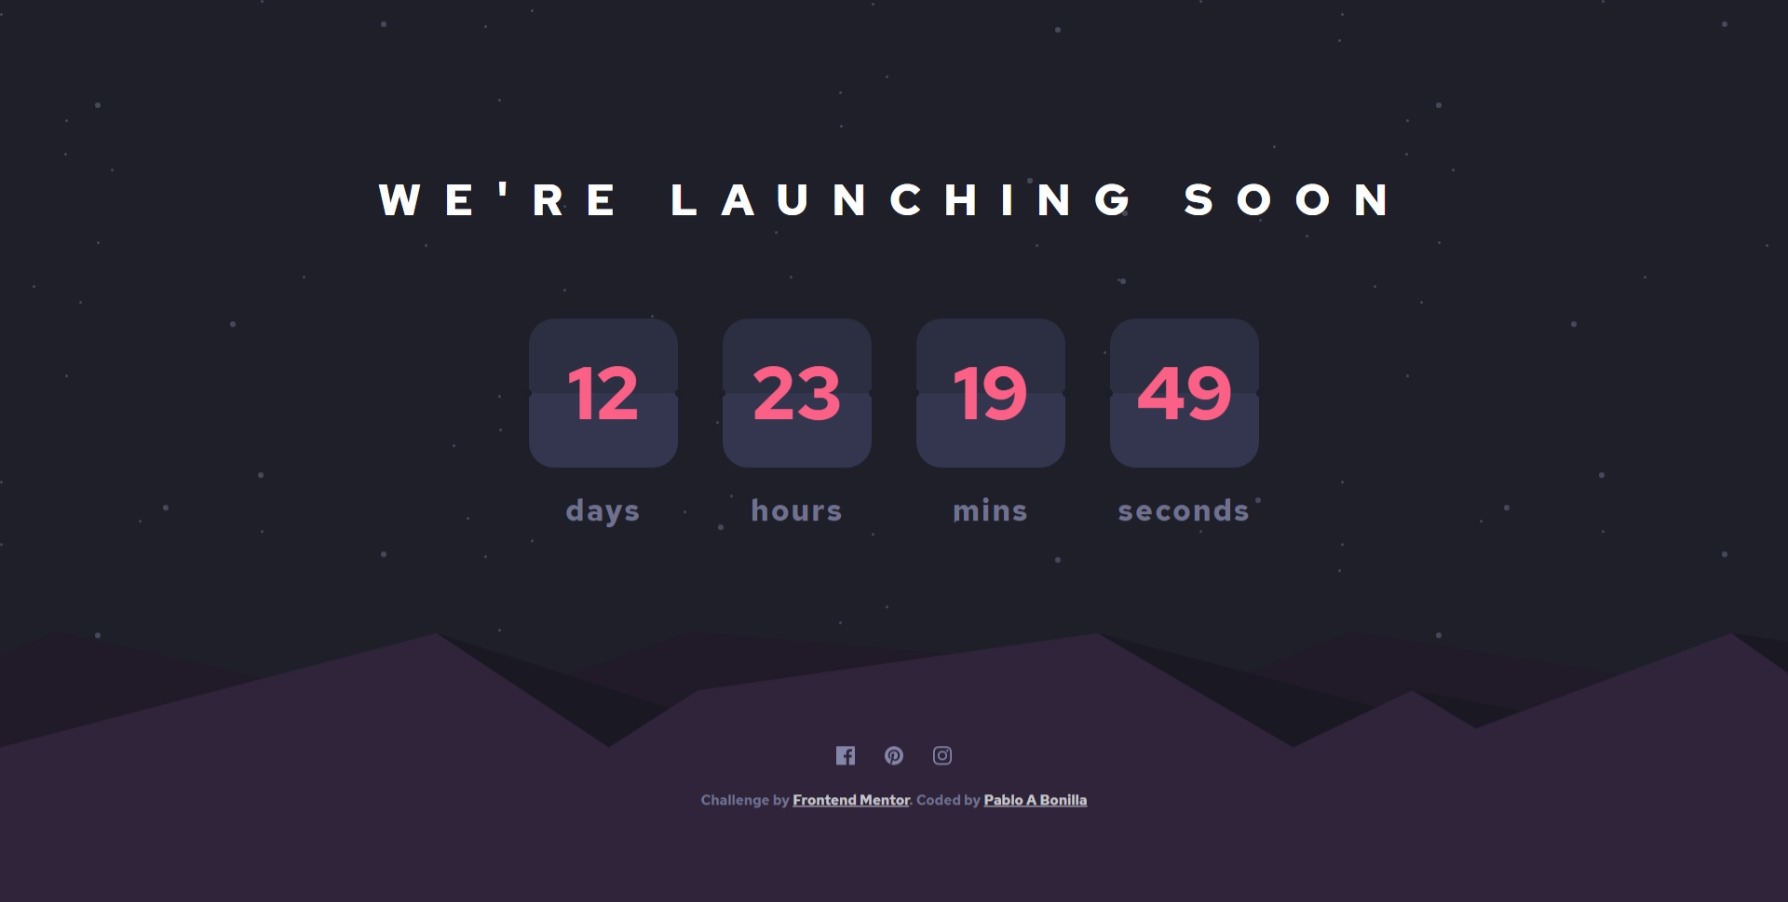 WE'RE LAUNCHING SOON
12 23 19 49
days hours mins seconds
Challenge by Frontend Mentor. Coded by Pablo A Bonilla